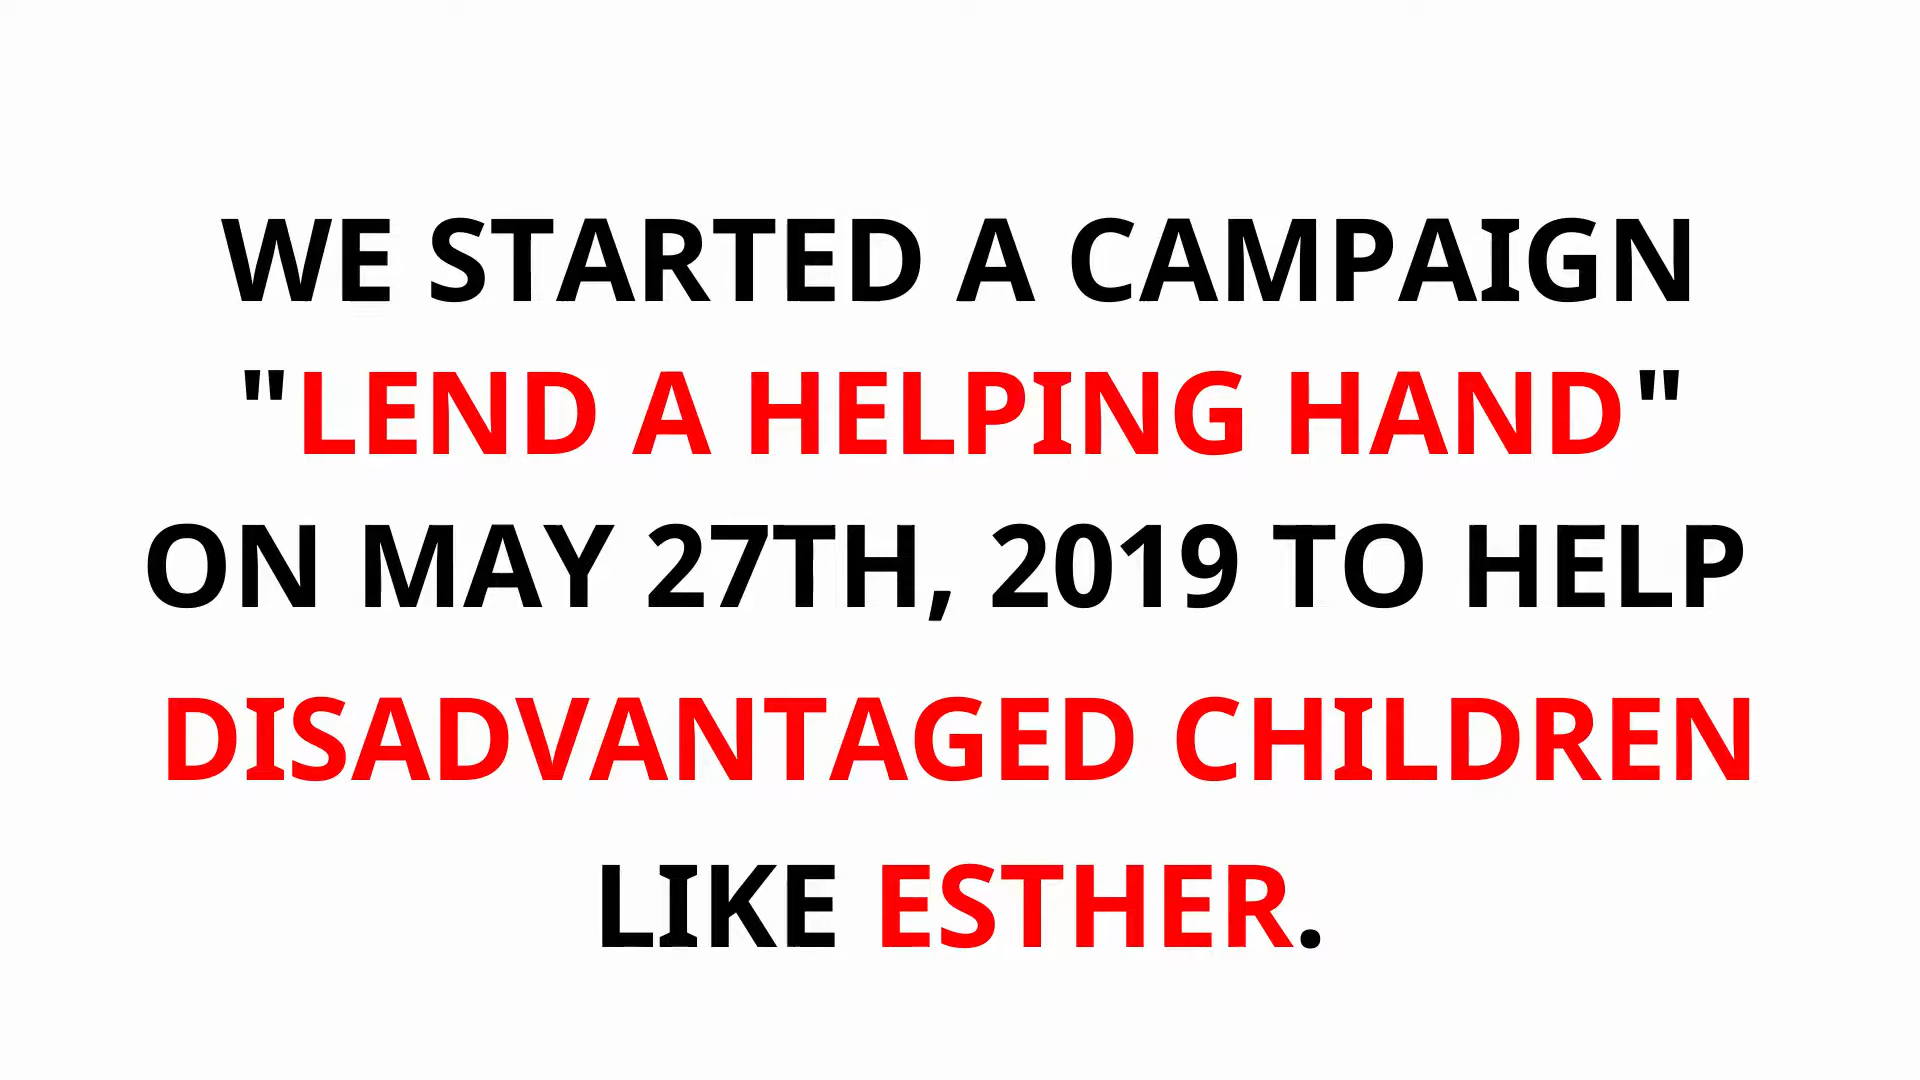 WE STARTED A CAMPAIGN
"LEND A HELPING HAND"
ON MAY 27TH, 2019 TO HELP
DISADVANTAGED CHILDREN
LIKE ESTHER.